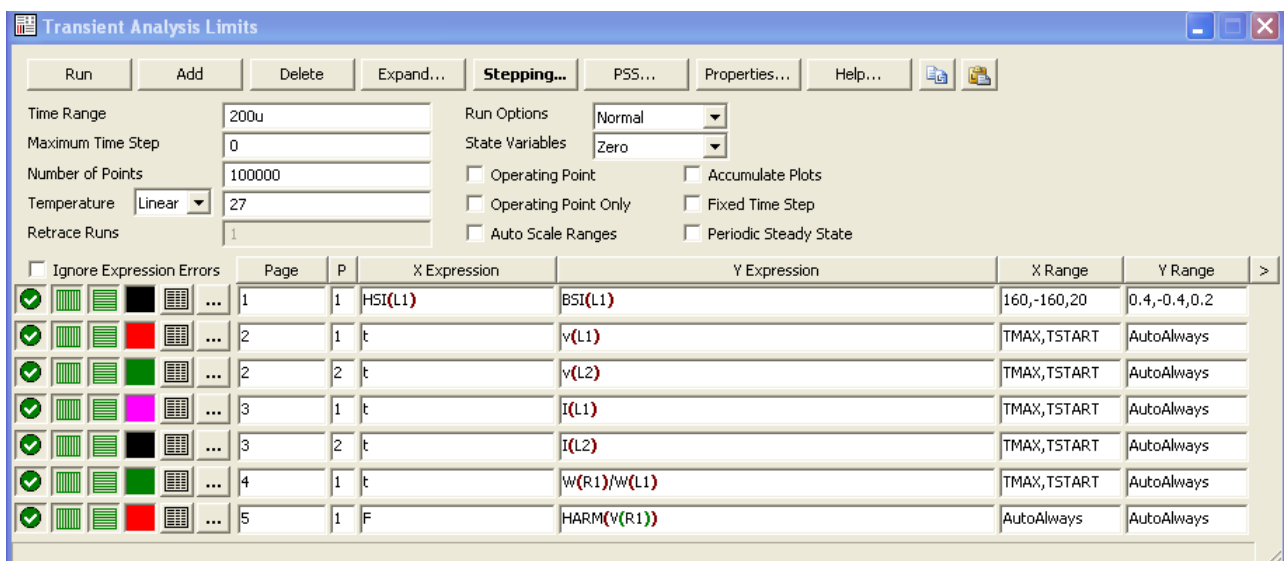 Transient Analysis Limits
Run Add Delete Expand... Stepping... PSS... Properties... Help...
Time Range 200u Run Options Normal
Maximum Time Step 0 State Variables Zero
Number of Points 100000 Operating Point Accumulate Plots
Temperature Linear 27 Operating Point Only Fixed Time Step
Retrace Runs 1 Auto Scale Ranges Periodic Steady State
Ignore Expression Errors Page P X Expression Y Expression X Range Y Range >
... 1 1 HSI(L1) BSI(L1) 160,-160,20 0.4,-0.4,0.2
... 2 1 t v(L1) TMAX,TSTART AutoAlways
... 2 2 t v(L2) TMAX,TSTART AutoAlways
... 3 1 t I(L1) TMAX,TSTART AutoAlways
... 3 2 t I(L2) TMAX,TSTART AutoAlways
... 4 1 t W(R1)/W(L1) TMAX,TSTART AutoAlways
... 5 1 F HARM(V(R1)) AutoAlways AutoAlways